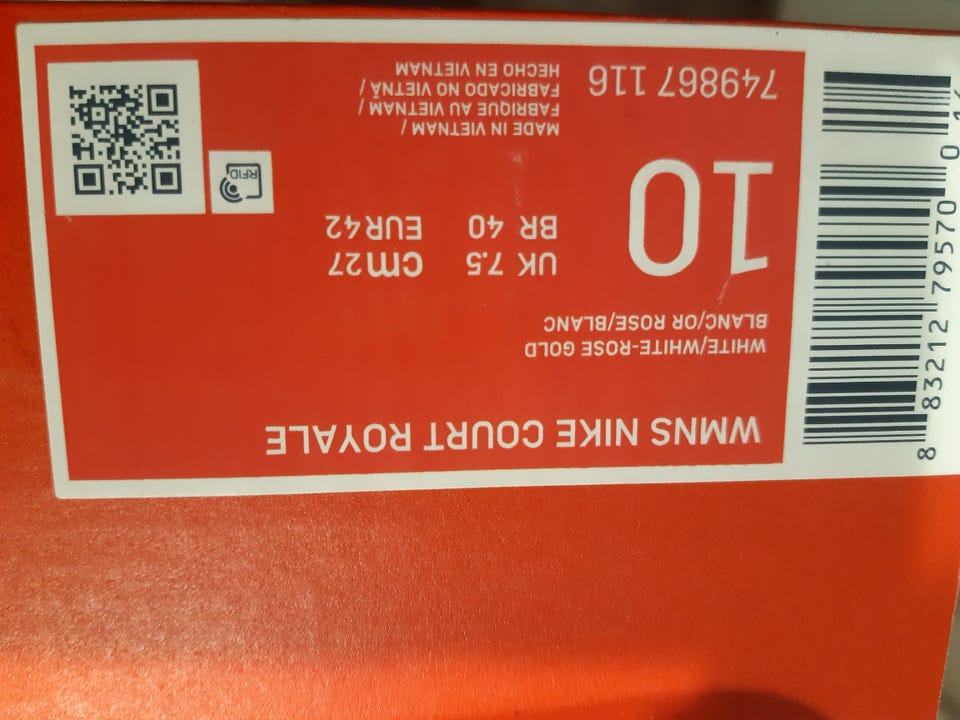 WMNS NIKE COURT ROYALE
WHITE/WHITE-ROSE GOLD
BLANC/OR ROSE/BLANC
10
UK 7.5 cm27
BR 40 EUR42
749867 116
MADE IN VIETNAM /
FABRIQUE AU VIETNAM /
FABRICADO NO VIETNÃ /
HECHO EN VIETNAM
RFID
8 83212 79570 0